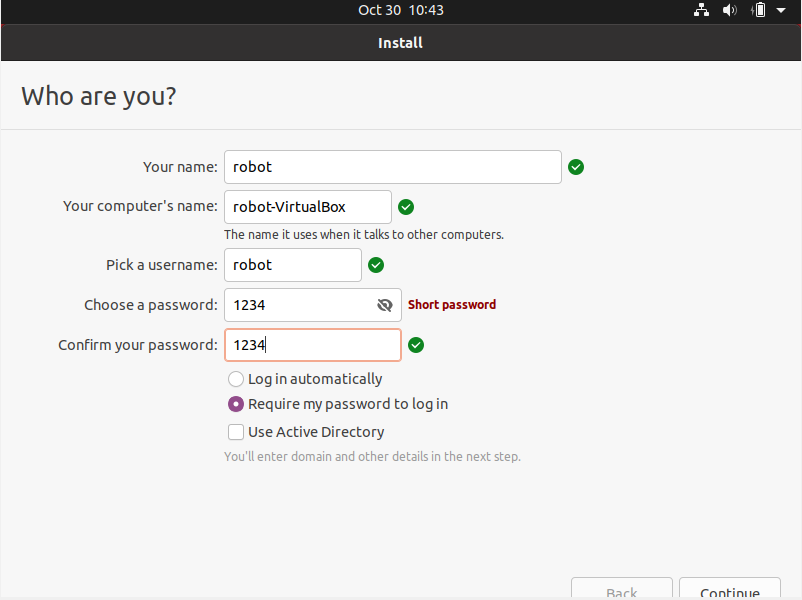 Oct 30 10:43
Install
Who are you?
Your name: robot
Your computer's name: robot-VirtualBox
The name it uses when it talks to other computers.
Pick a username: robot
Choose a password: 1234 Short password
Confirm your password: 1234
Log in automatically
Require my password to log in
Use Active Directory
You'll enter domain and other details in the next step.
Back Continue